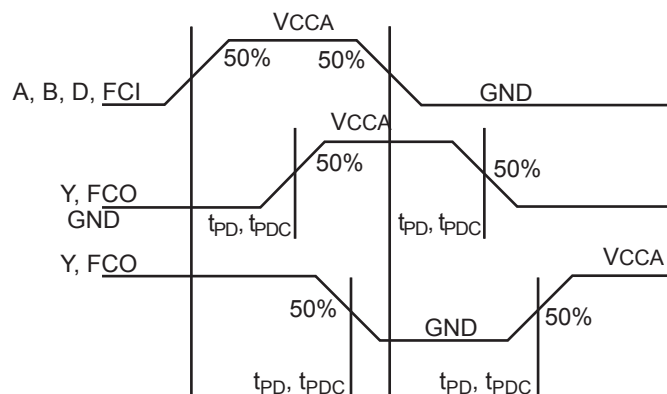 VCCA
50% 50%
A, B, D, FCI
GND
VCCA
50% 50%
Y, FCO
GND
tPD, tPDC tPD, tPDC
Y, FCO
VCCA
50% GND 50%
tPD, tPDC tPD, tPDC